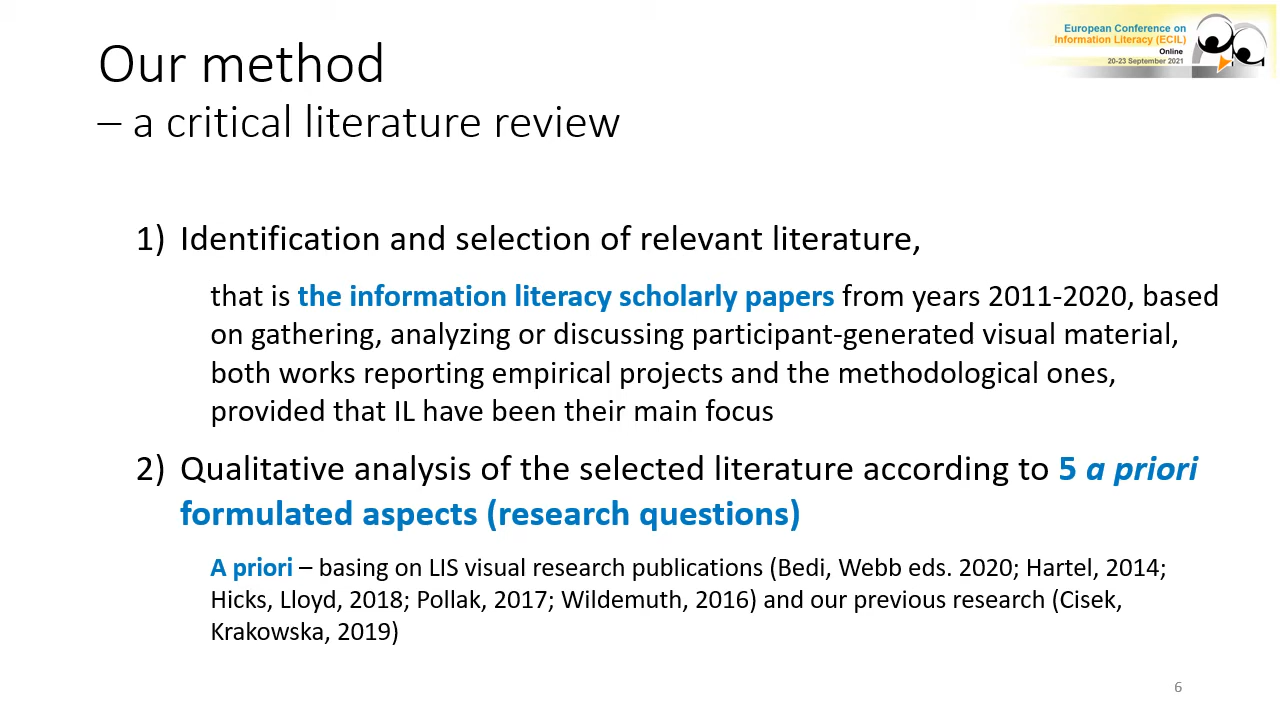 European Conference on
Information Literacy (ECIL)
Online
20-23 September 2021
Our method
– a critical literature review
1) Identification and selection of relevant literature,
that is the information literacy scholarly papers from years 2011-2020, based
on gathering, analyzing or discussing participant-generated visual material,
both works reporting empirical projects and the methodological ones,
provided that IL have been their main focus
2) Qualitative analysis of the selected literature according to 5 a priori
formulated aspects (research questions)
A priori – basing on LIS visual research publications (Bedi, Webb eds. 2020; Hartel, 2014;
Hicks, Lloyd, 2018; Pollak, 2017; Wildemuth, 2016) and our previous research (Cisek,
Krakowska, 2019)
6